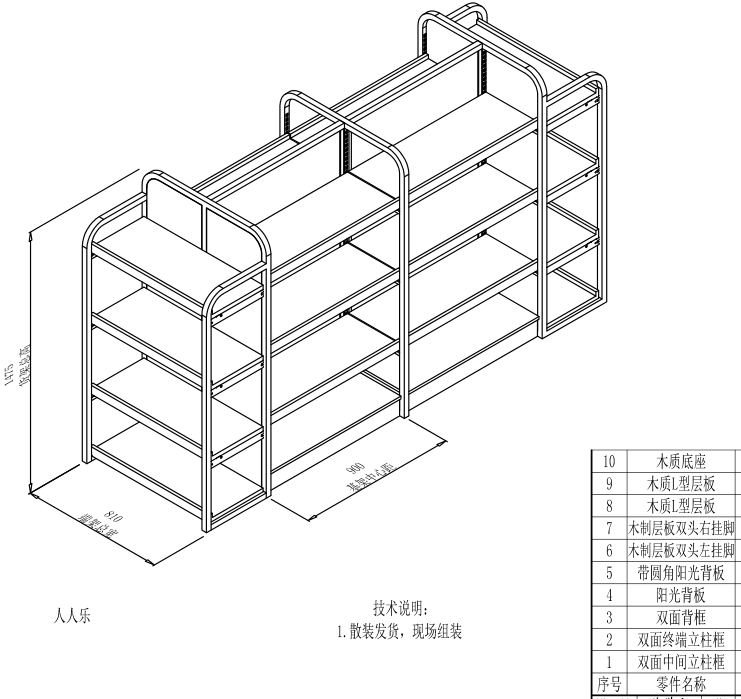 1475
货架总高
900
基架中心距
810
端架总宽
人人乐
技术说明:
1.散装发货,现场组装
10 木质底座
9 木质L型层板
8 木质L型层板
7 木制层板双头右挂脚
6 木制层板双头左挂脚
5 带圆角阳光背板
4 阳光背板
3 双面背框
2 双面终端立柱框
1 双面中间立柱框
序号 零件名称